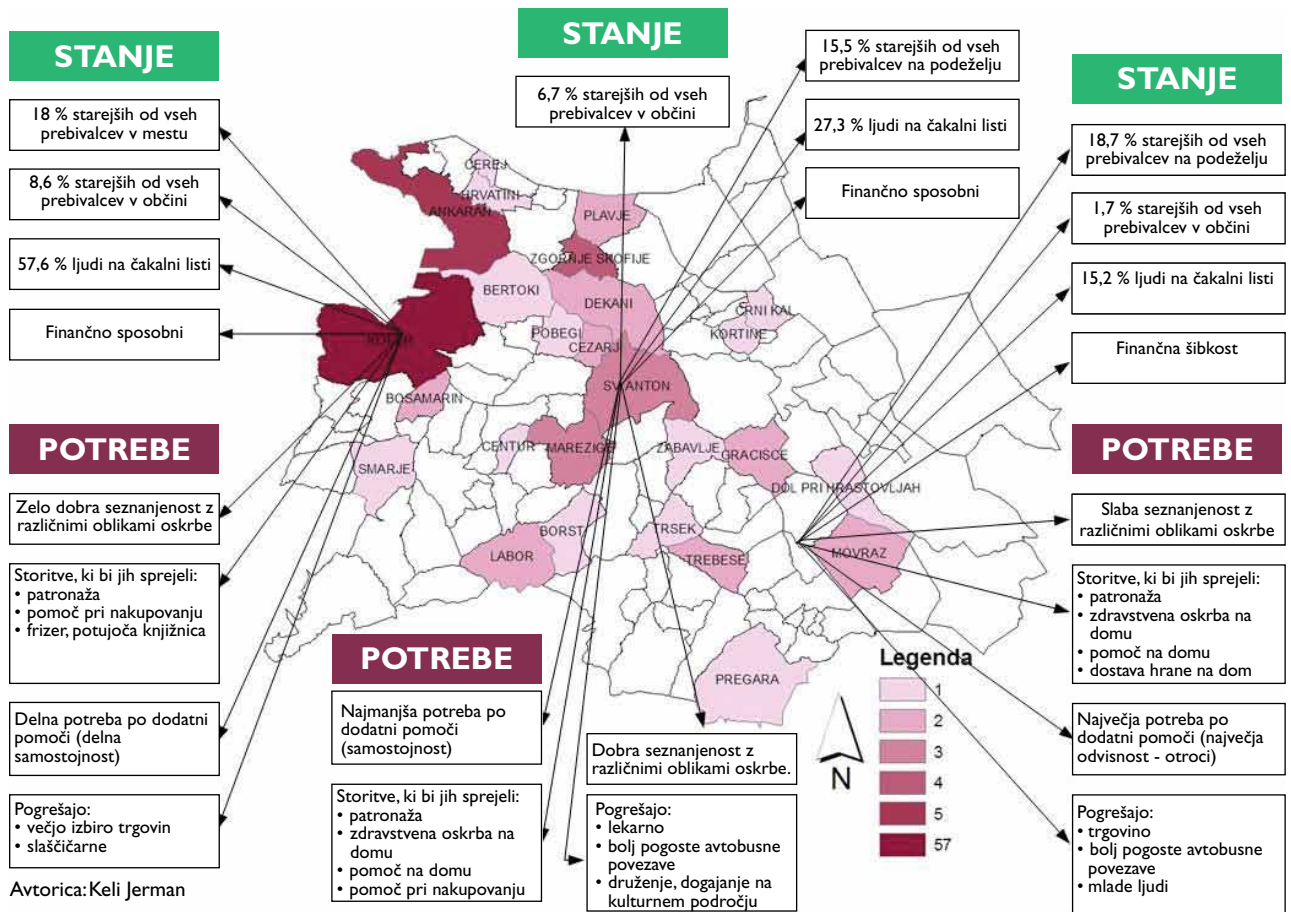 STANJE
18 % starejših od vseh
prebivalcev v mestu
8,6 % starejših od vseh
prebivalcev v občini
57,6 % ljudi na čakalni listi
Finančno sposobni
POTREBE
Zelo dobra seznanjenost z
različnimi oblikami oskrbe
Storitve, ki bi jih sprejeli:
• patronaža
• pomoč pri nakupovanju
• frizer, potujoča knjižnica
Delna potreba po dodatni
pomoči (delna
samostojnost)
Pogrešajo:
• večjo izbiro trgovin
• slaščičarne
Avtorica: Keli Jerman
STANJE
6,7 % starejših od vseh
prebivalcev v občini
15,5 % starejših od vseh
prebivalcev na podeželju
27,3 % ljudi na čakalni listi
Finančno sposobni
POTREBE
Najmanjša potreba po
dodatni pomoči
(samostojnost)
Storitve, ki bi jih sprejeli:
• patronaža
• zdravstvena oskrba na
domu
• pomoč na domu
• pomoč pri nakupovanju
Dobra seznanjenost z
različnimi oblikami oskrbe.
Pogrešajo:
• lekarno
• bolj pogoste avtobusne
povezave
• druženje, dogajanje na
kulturnem področju
STANJE
18,7 % starejših od vseh
prebivalcev na podeželju
1,7 % starejših od vseh
prebivalcev v občini
15,2 % ljudi na čakalni listi
Finančna šibkost
POTREBE
Slaba seznanjenost z
različnimi oblikami oskrbe
Storitve, ki bi jih sprejeli:
• patronaža
• zdravstvena oskrba na
domu
• pomoč na domu
• dostava hrane na dom
Največja potreba po
dodatni pomoči (največja
odvisnost - otroci)
Pogrešajo:
• trgovino
• bolj pogoste avtobusne
povezave
• mlade ljudi
CEREJ
HRVATINI
ANKARAN
PLAVJE
ZGORNJE SKOFIJE
BERTOKI
DEKANI
CRNI KAL
KORTINE
POBEGI
CEZARJI
SV. ANTON
BOSAMARIN
CENTUR
MAREZIGE
ZABAVLJE
GRACISCE
SMARJE
DOL PRI HRASTOVLJAH
BORST
TRSEK
LABOR
TREBESE
MOVRAZ
PREGARA
Legenda
1
2
3
4
5
57
N